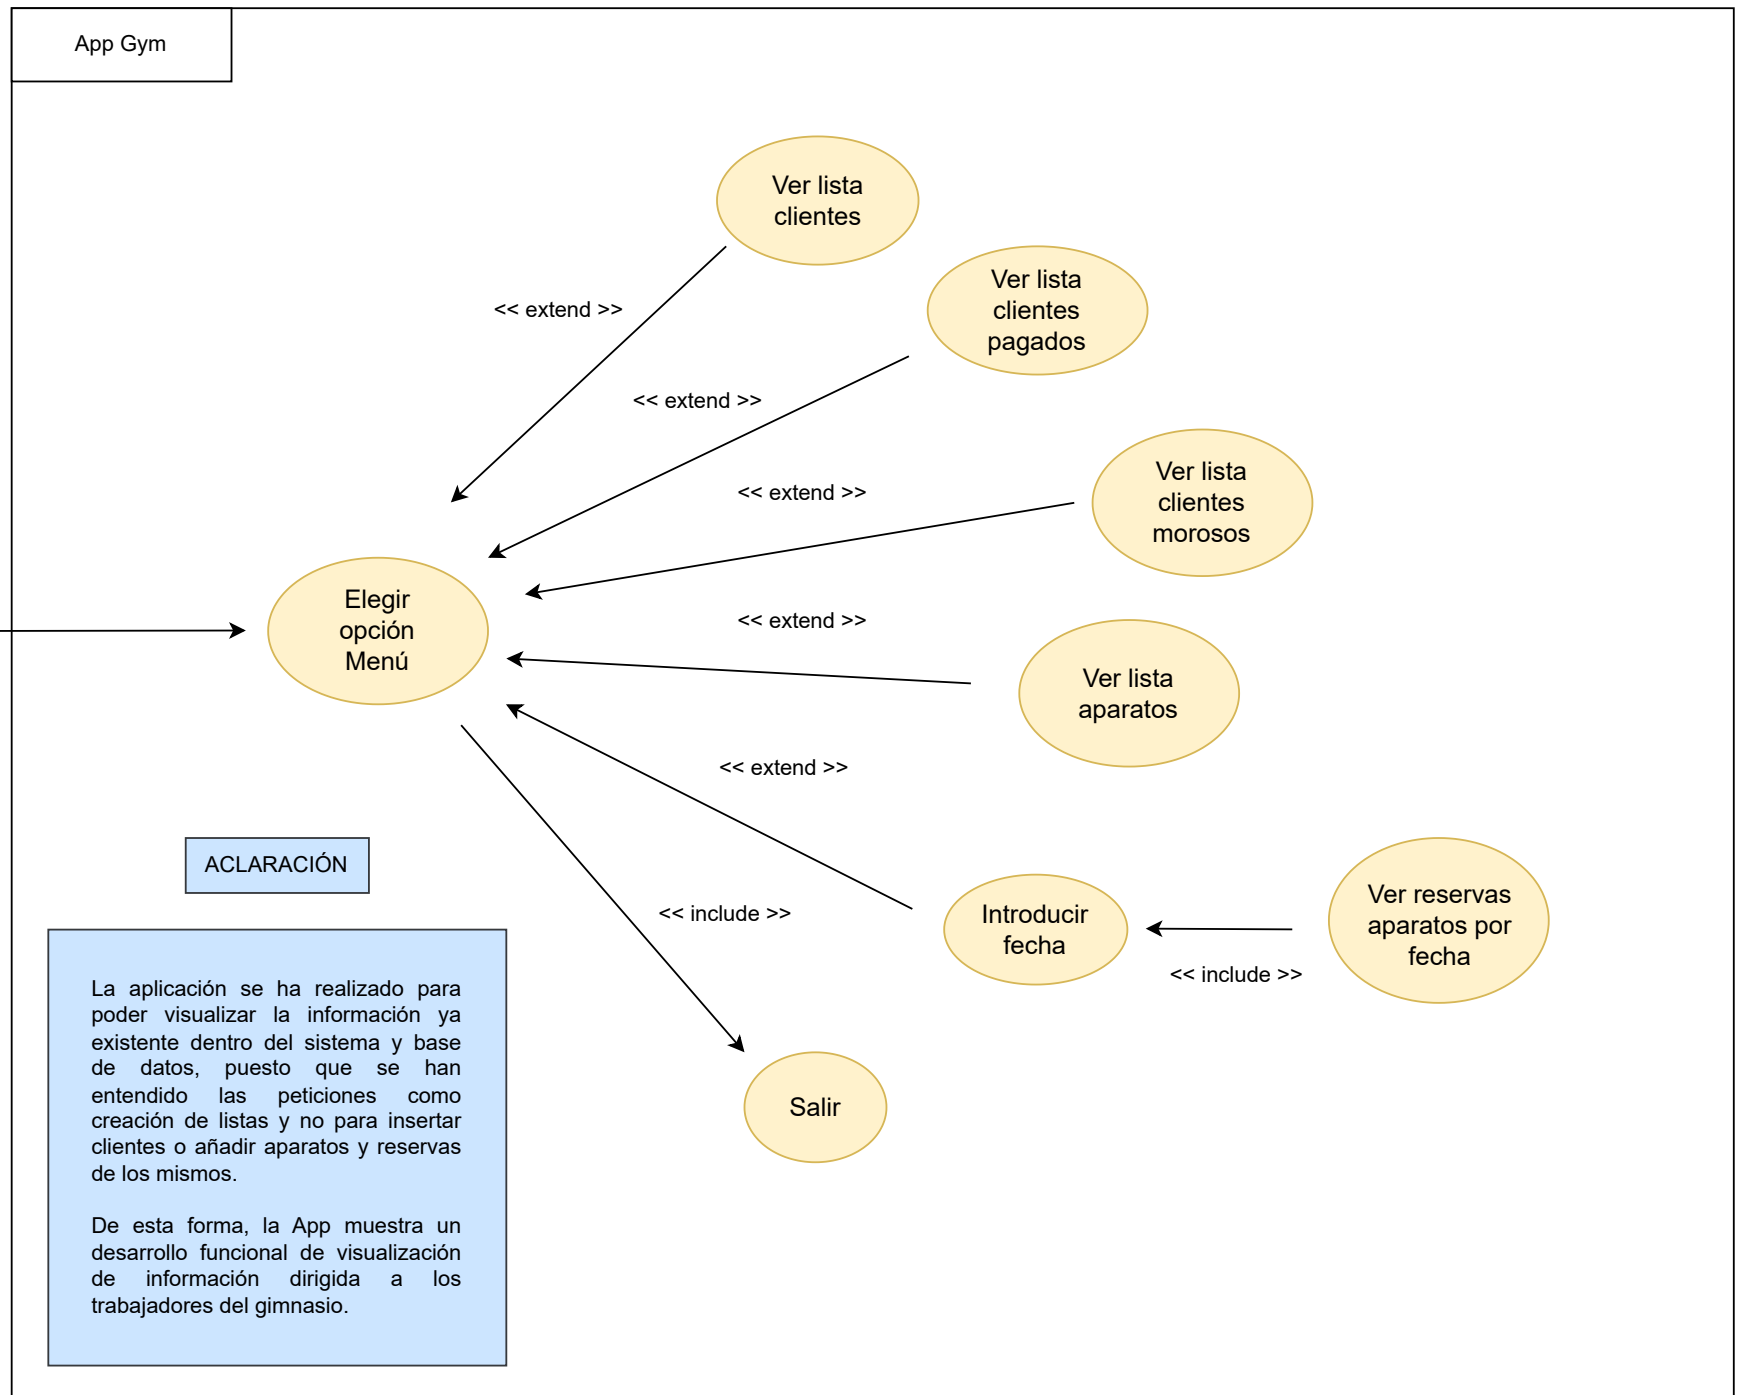 App Gym
Ver lista
clientes
<< extend >>
Ver lista
clientes
pagados
<< extend >>
Ver lista
clientes
morosos
<< extend >>
Elegir
opción
Menú
<< extend >>
Ver lista
aparatos
<< extend >>
ACLARACIÓN
<< include >>
Introducir
fecha
Ver reservas
aparatos por
fecha
<< include >>
La aplicación se ha realizado para
poder visualizar la información ya
existente dentro del sistema y base
de datos, puesto que se han
entendido las peticiones como
creación de listas y no para insertar
clientes o añadir aparatos y reservas
de los mismos.
De esta forma, la App muestra un
desarrollo funcional de visualización
de información dirigida a los
trabajadores del gimnasio.
Salir